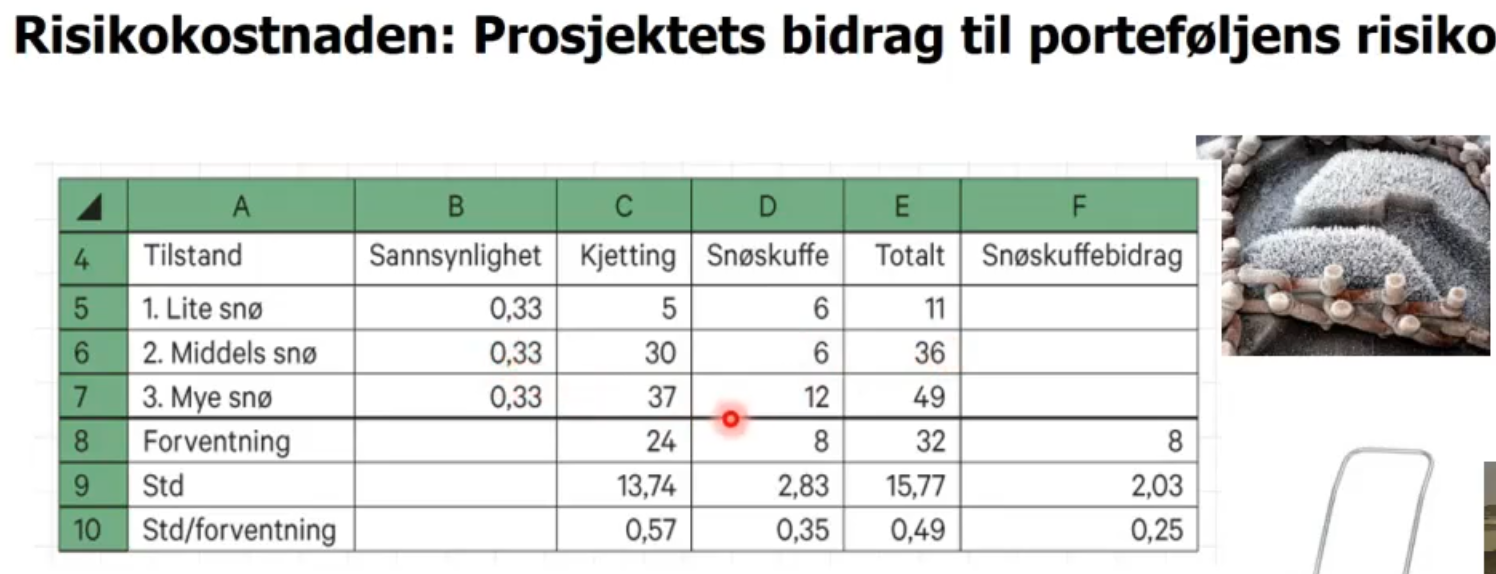 Risikokostnaden: Prosjektets bidrag til porteføljens risiko
A B C D E F
4 Tilstand Sannsynlighet Kjetting Snøskuffe Totalt Snøskuffebidrag
5 1. Lite snø 0,33 5 6 11
6 2. Middels snø 0,33 30 6 36
7 3. Mye snø 0,33 37 12 49
8 Forventning 24 8 32 8
9 Std 13,74 2,83 15,77 2,03
10 Std/forventning 0,57 0,35 0,49 0,25